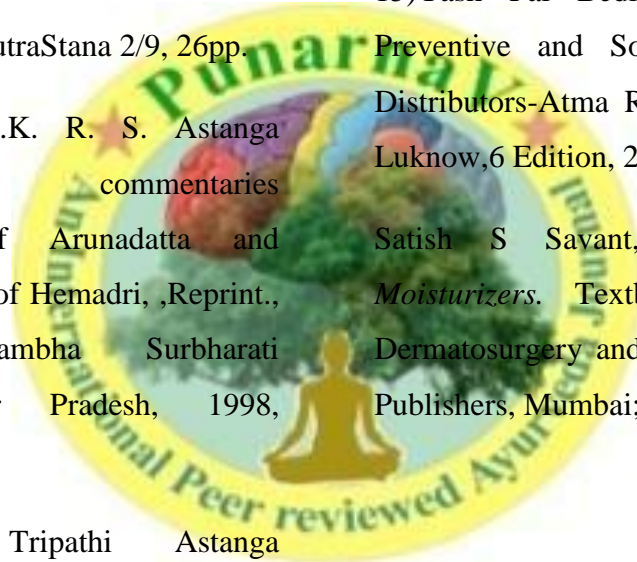 utraStana 2/9, 26pp.
.K. R. S. Astanga
commentaries
f Arunadatta and
of Hemadri, ,Reprint.,
ambha Surbharati
Pradesh, 1998,
Tripathi Astanga
Preventive and So
Distributors-Atma R
Luknow,6 Edition, 2
Satish S Savant,
Moisturizers. Textb
Dermatosurgery and
Publishers, Mumbai;
PunarnaV
An International Peer reviewed Ayurved Journal